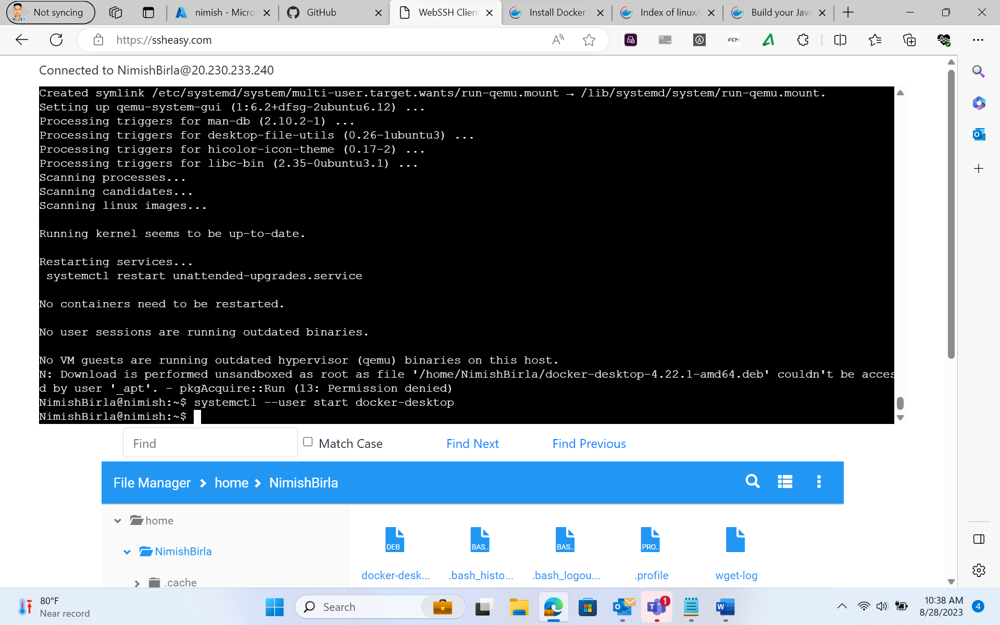 Not syncing
nimish - Micro
GitHub
WebSSH Clien
Install Docker
Index of linux/
Build your Jav
https://ssheasy.com
FCM
Connected to NimishBirla@20.230.233.240
Created symlink /etc/systemd/system/multi-user.target.wants/run-qemu.mount → /lib/systemd/system/run-qemu.mount.
Setting up qemu-system-gui (1:6.2+dfsg-2ubuntu6.12) ...
Processing triggers for man-db (2.10.2-1) ...
Processing triggers for desktop-file-utils (0.26-1ubuntu3) ...
Processing triggers for hicolor-icon-theme (0.17-2) ...
Processing triggers for libc-bin (2.35-0ubuntu3.1) ...
Scanning processes...
Scanning candidates...
Scanning linux images...
Running kernel seems to be up-to-date.
Restarting services...
systemctl restart unattended-upgrades.service
No containers need to be restarted.
No user sessions are running outdated binaries.
No VM guests are running outdated hypervisor (qemu) binaries on this host.
N: Download is performed unsandboxed as root as file '/home/NimishBirla/docker-desktop-4.22.1-amd64.deb' couldn't be acces
d by user '_apt'. - pkgAcquire::Run (13: Permission denied)
NimishBirla@nimish:~$ systemctl --user start docker-desktop
NimishBirla@nimish:~$
Find
Match Case
Find Next
Find Previous
File Manager > home > NimishBirla
home
NimishBirla
.cache
DEB
BAS..
BAS..
PRO..
docker-desk...
.bash_histo...
.bash_logou...
.profile
wget-log
80°F
Near record
Search
1
10:38 AM
8/28/2023
4